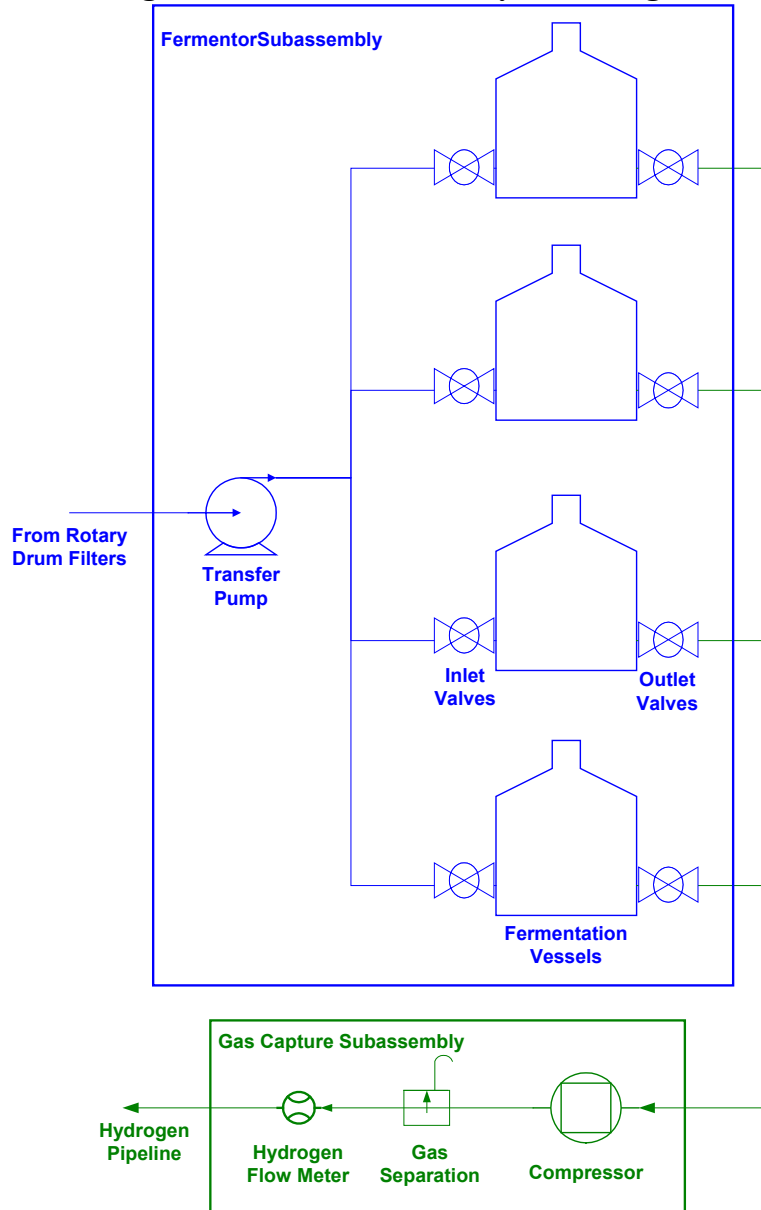 FermentorSubassembly
From Rotary
Drum Filters
Transfer
Pump
Inlet
Valves
Outlet
Valves
Fermentation
Vessels
Gas Capture Subassembly
Hydrogen
Pipeline
Hydrogen
Flow Meter
Gas
Separation
Compressor